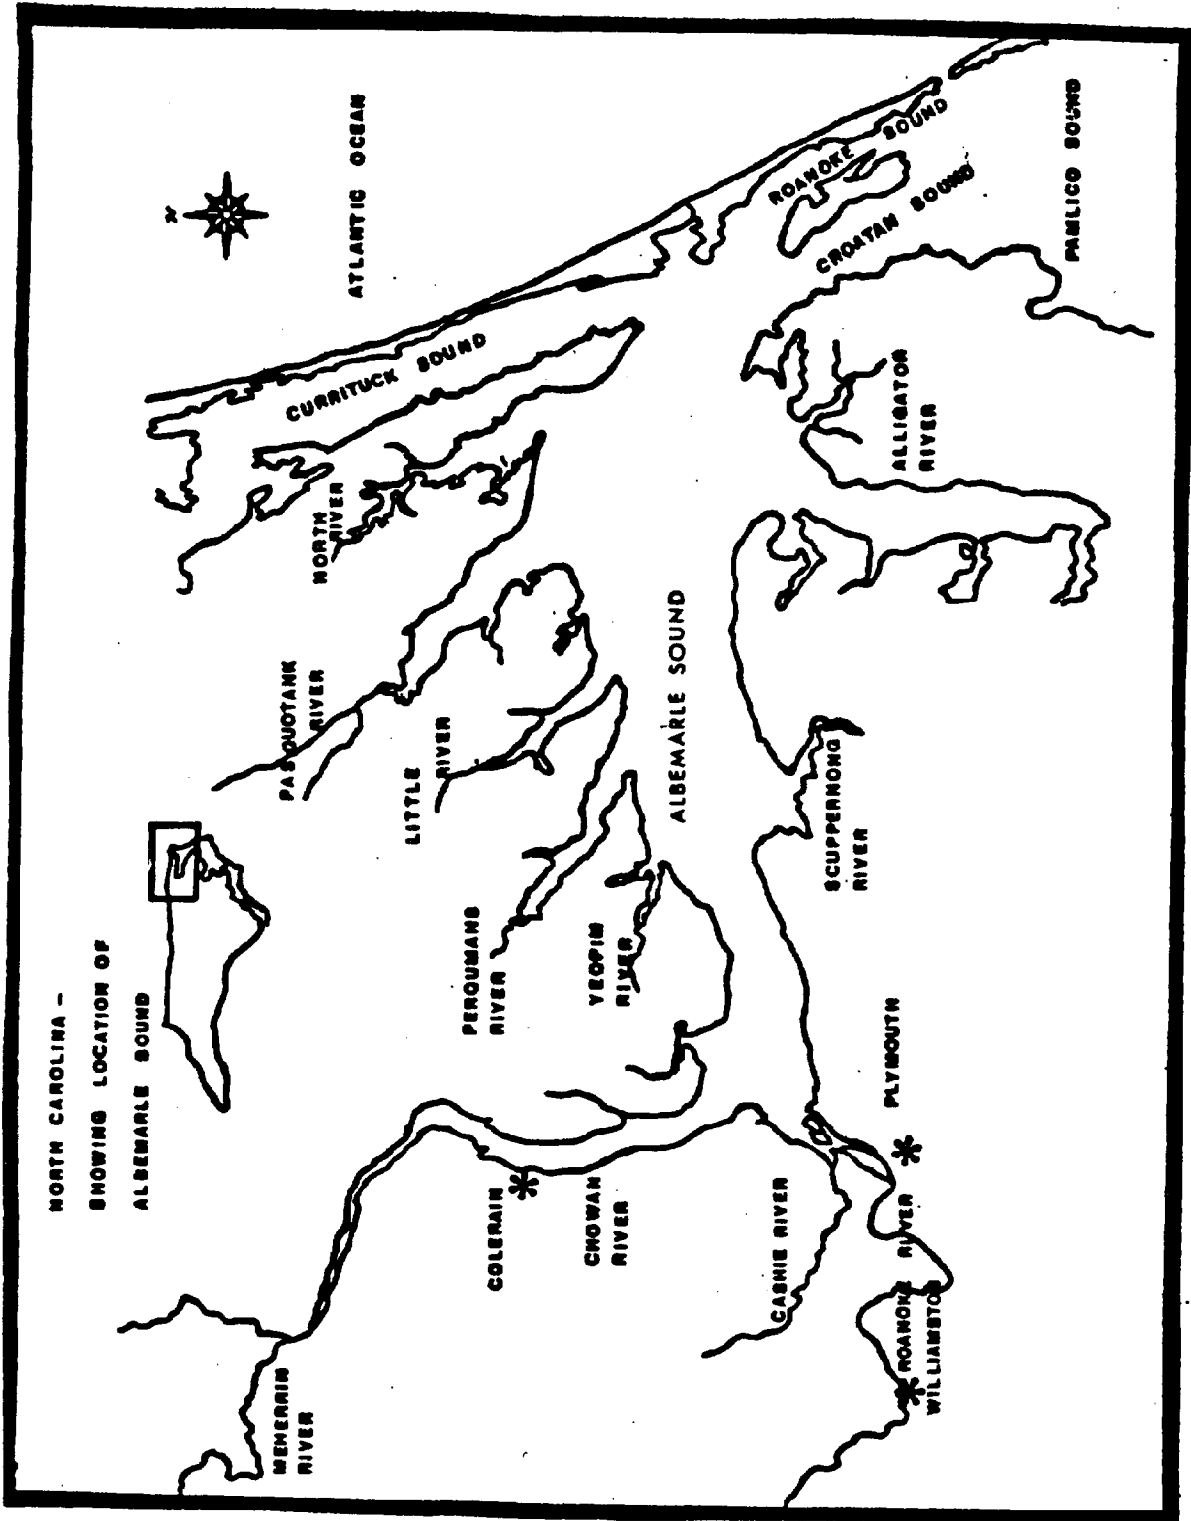 NORTH CAROLINA –
SHOWING LOCATION OF
ALBEMARLE SOUND
N
ATLANTIC OCEAN
CURRITUCK SOUND
NORTH
RIVER
PASQUOTANK
RIVER
LITTLE
RIVER
PERQUIMANS
RIVER
YEOPIM
RIVER
ALBEMARLE SOUND
ROANOKE SOUND
CROATAN SOUND
PAMLICO SOUND
ALLIGATOR
RIVER
SCUPPERNONG
RIVER
MEHERRIN
RIVER
COLERAIN
CHOWAN
RIVER
CASHIE RIVER
PLYMOUTH
ROANOKE RIVER
WILLIAMSTON